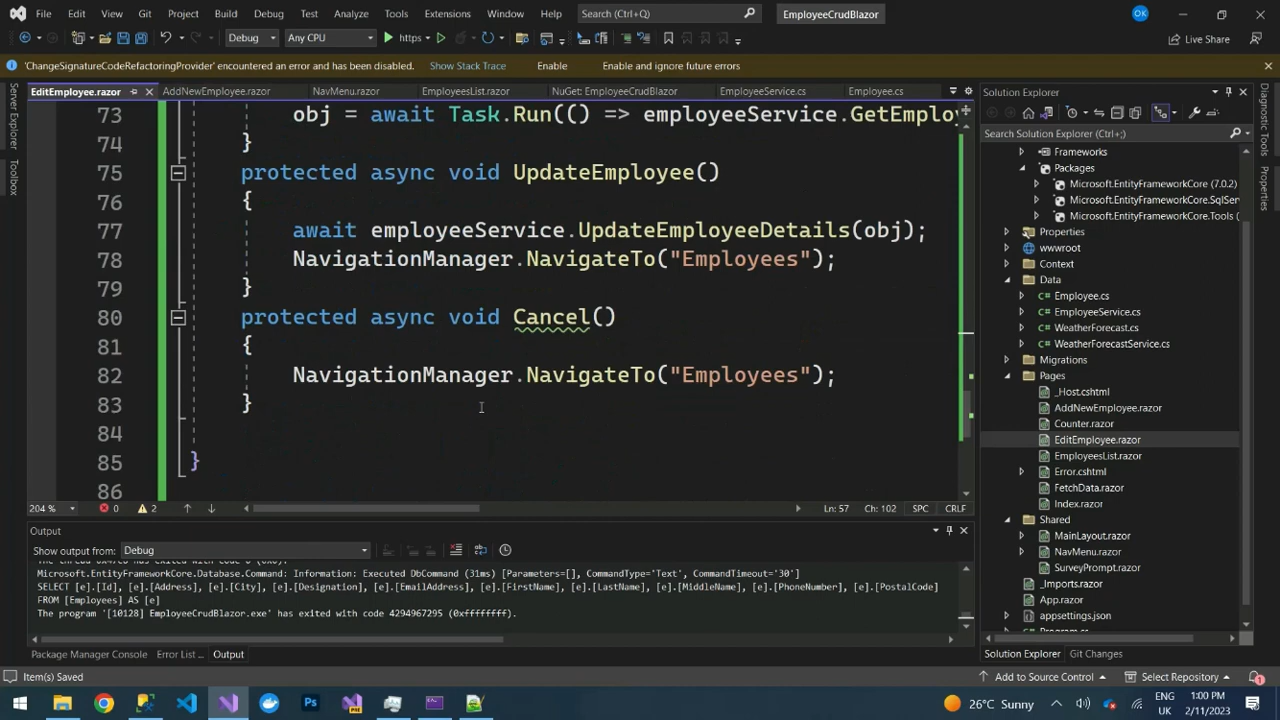 File Edit View Git Project Build Debug Test Analyze Tools Extensions Window Help Search (Ctrl+Q) EmployeeCrudBlazor OK
Debug Any CPU https Live Share
'ChangeSignatureCodeRefactoringProvider' encountered an error and has been disabled. Show Stack Trace Enable Enable and ignore future errors
Server Explorer
Toolbox
EditEmployee.razor AddNewEmployee.razor NavMenu.razor EmployeesList.razor NuGet: EmployeeCrudBlazor EmployeeService.cs Employee.cs
73 obj = await Task.Run(() => employeeService.GetEmplo
74 }
75 protected async void UpdateEmployee()
76 {
77 await employeeService.UpdateEmployeeDetails(obj);
78 NavigationManager.NavigateTo("Employees");
79 }
80 protected async void Cancel()
81 {
82 NavigationManager.NavigateTo("Employees");
83 }
84
85 }
86
204 % 0 2 Ln: 57 Ch: 102 SPC CRLF
Output
Show output from: Debug
Microsoft.EntityFrameworkCore.Database.Command: Information: Executed DbCommand (31ms) [Parameters=[], CommandType='Text', CommandTimeout='30']
SELECT [e].[Id], [e].[Address], [e].[City], [e].[Designation], [e].[EmailAddress], [e].[FirstName], [e].[LastName], [e].[MiddleName], [e].[PhoneNumber], [e].[PostalCode]
FROM [Employees] AS [e]
The program '[10128] EmployeeCrudBlazor.exe' has exited with code 4294967295 (0xffffffff).
Package Manager Console Error List ... Output
Solution Explorer
Search Solution Explorer (Ctrl+;)
Frameworks
Packages
Microsoft.EntityFrameworkCore (7.0.2)
Microsoft.EntityFrameworkCore.SqlSer
Microsoft.EntityFrameworkCore.Tools (
Properties
wwwroot
Context
Data
Employee.cs
EmployeeService.cs
WeatherForecast.cs
WeatherForecastService.cs
Migrations
Pages
_Host.cshtml
AddNewEmployee.razor
Counter.razor
EditEmployee.razor
EmployeesList.razor
Error.cshtml
FetchData.razor
Index.razor
Shared
MainLayout.razor
NavMenu.razor
SurveyPrompt.razor
_Imports.razor
App.razor
appsettings.json
Solution Explorer Git Changes
Diagnostic Tools
Properties
Item(s) Saved Add to Source Control Select Repository 1
26°C Sunny ENG UK 1:00 PM 2/11/2023